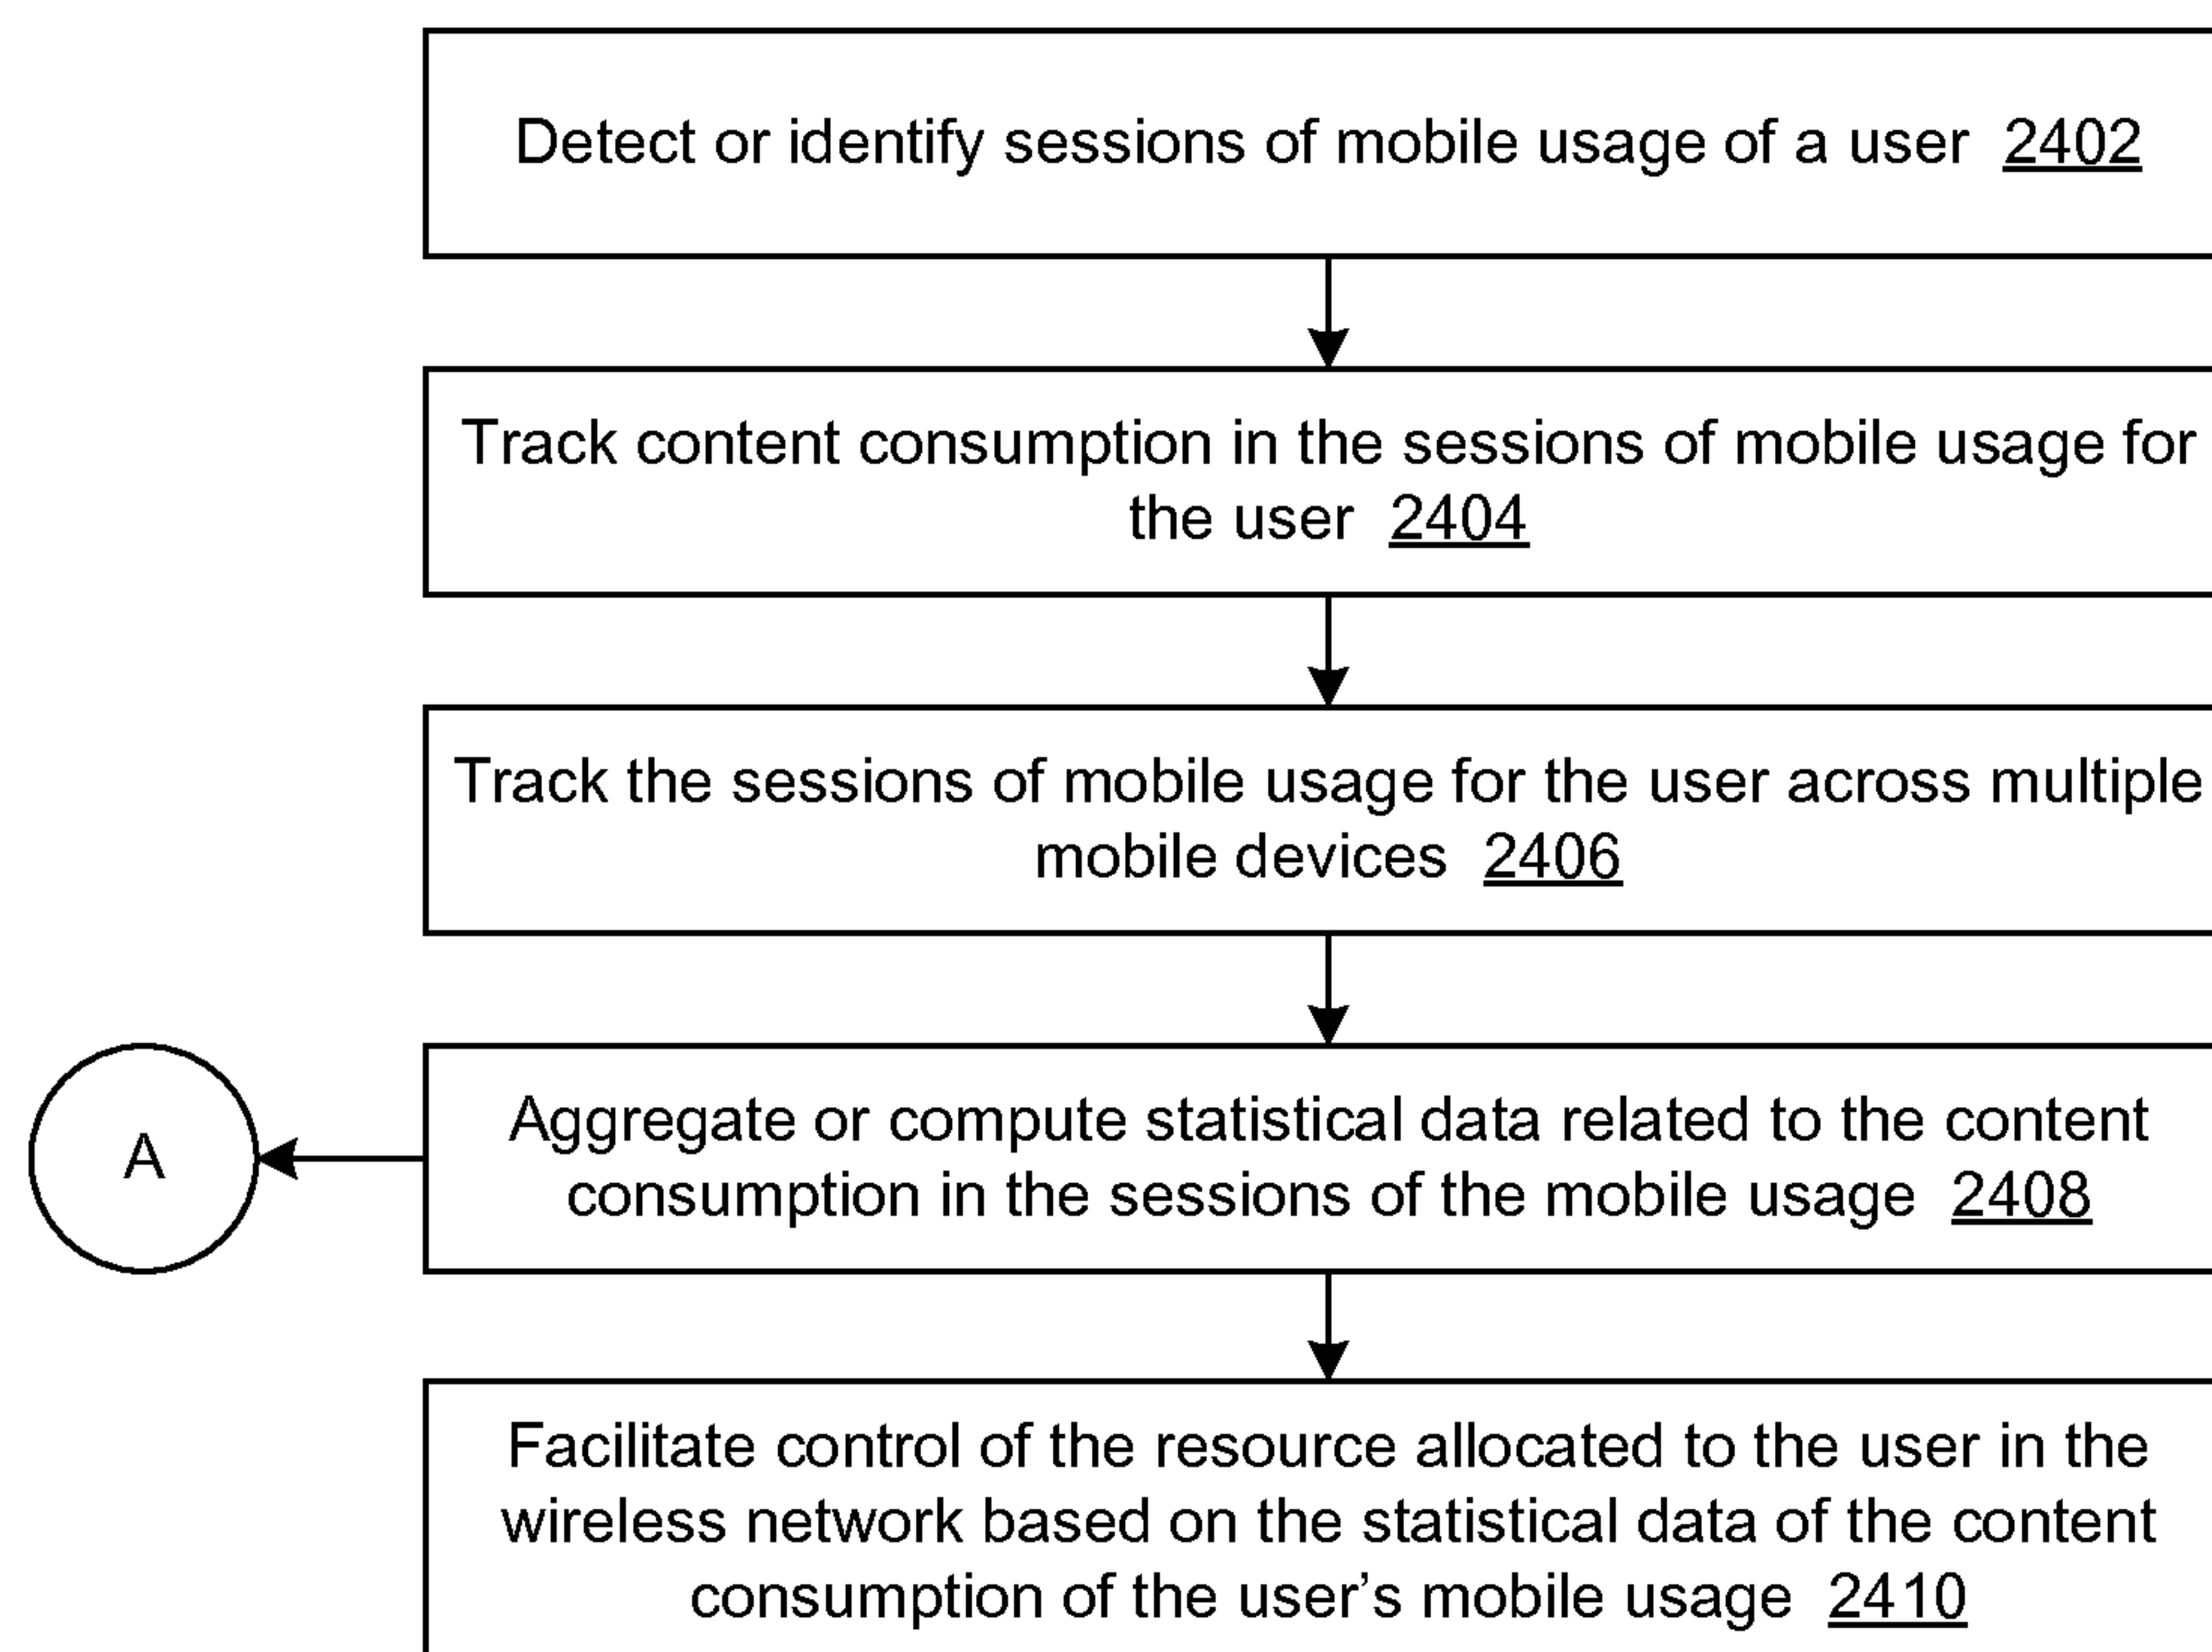 Detect or identify sessions of mobile usage of a user 2402
Track content consumption in the sessions of mobile usage for
the user 2404
Track the sessions of mobile usage for the user across multiple
mobile devices 2406
A
Aggregate or compute statistical data related to the content
consumption in the sessions of the mobile usage 2408
Facilitate control of the resource allocated to the user in the
wireless network based on the statistical data of the content
consumption of the user’s mobile usage 2410